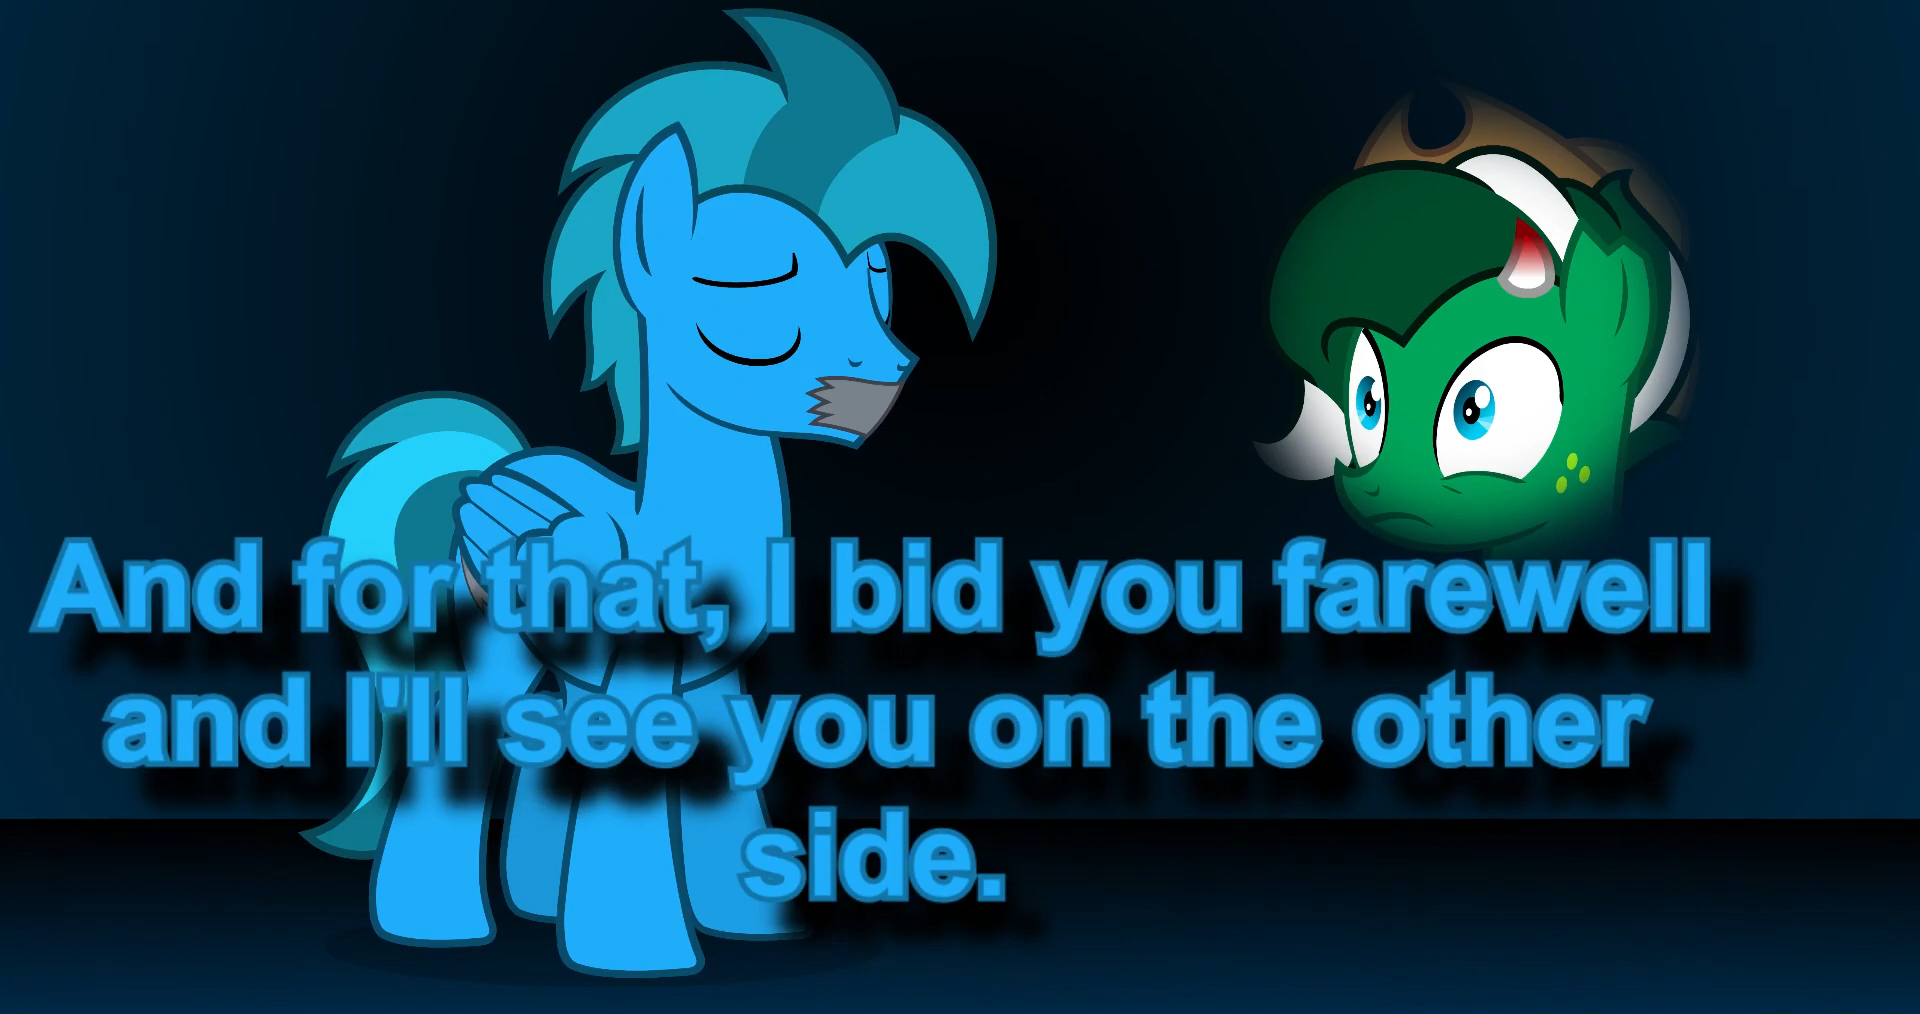 And for that, I bid you farewell
and I'll see you on the other
side.